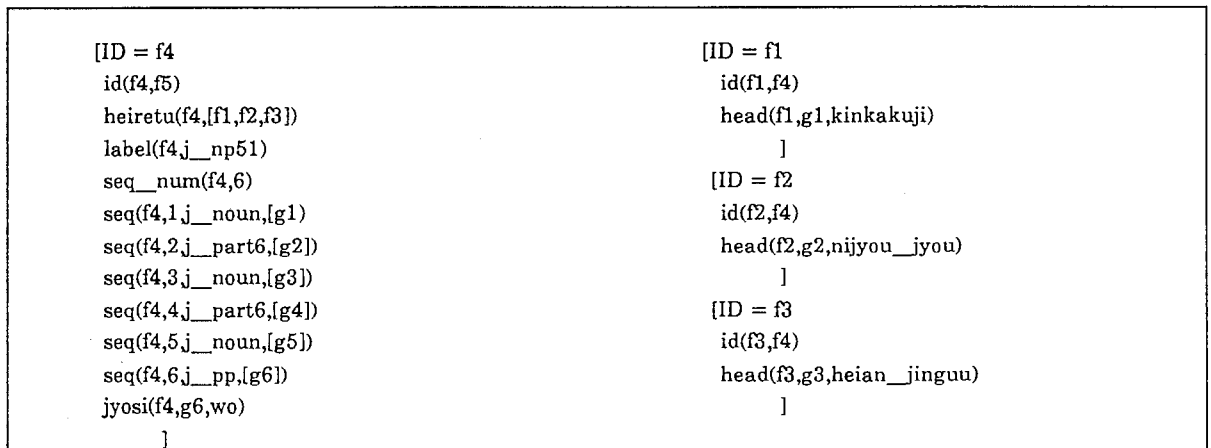 [ID = f4
id(f4,f5)
heiretu(f4,[f1,f2,f3])
label(f4,j__np51)
seq__num(f4,6)
seq(f4,1,j__noun,[g1)
seq(f4,2,j__part6,[g2])
seq(f4,3,j__noun,[g3])
seq(f4,4,j__part6,[g4])
seq(f4,5,j__noun,[g5])
seq(f4,6,j__pp,[g6])
jyosi(f4,g6,wo)
]
[ID = f1
id(f1,f4)
head(f1,g1,kinkakuji)
]
[ID = f2
id(f2,f4)
head(f2,g2,nijyou__jyou)
]
[ID = f3
id(f3,f4)
head(f3,g3,heian__jinguu)
]